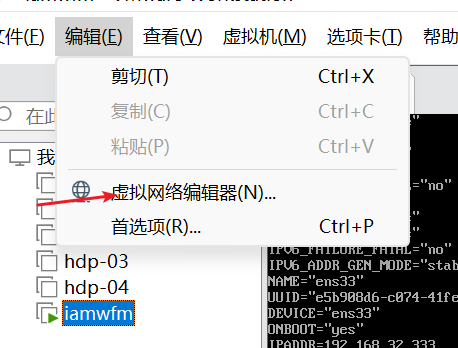 文件(F) 编辑(E) 查看(V) 虚拟机(M) 选项卡(T) 帮助
剪切(T) Ctrl+X
复制(C) Ctrl+C
粘贴(P) Ctrl+V
虚拟网络编辑器(N)...
首选项(R)... Ctrl+P
在此
我
hdp-03
hdp-04
iamwfm
="no"
IPV6_FAILURE_FATAL="no"
IPV6_ADDR_GEN_MODE="stab
NAME="ens33"
UUID="e5b908d6-c074-41fe
DEVICE="ens33"
ONBOOT="yes"
IPADDR=192.168.32.333